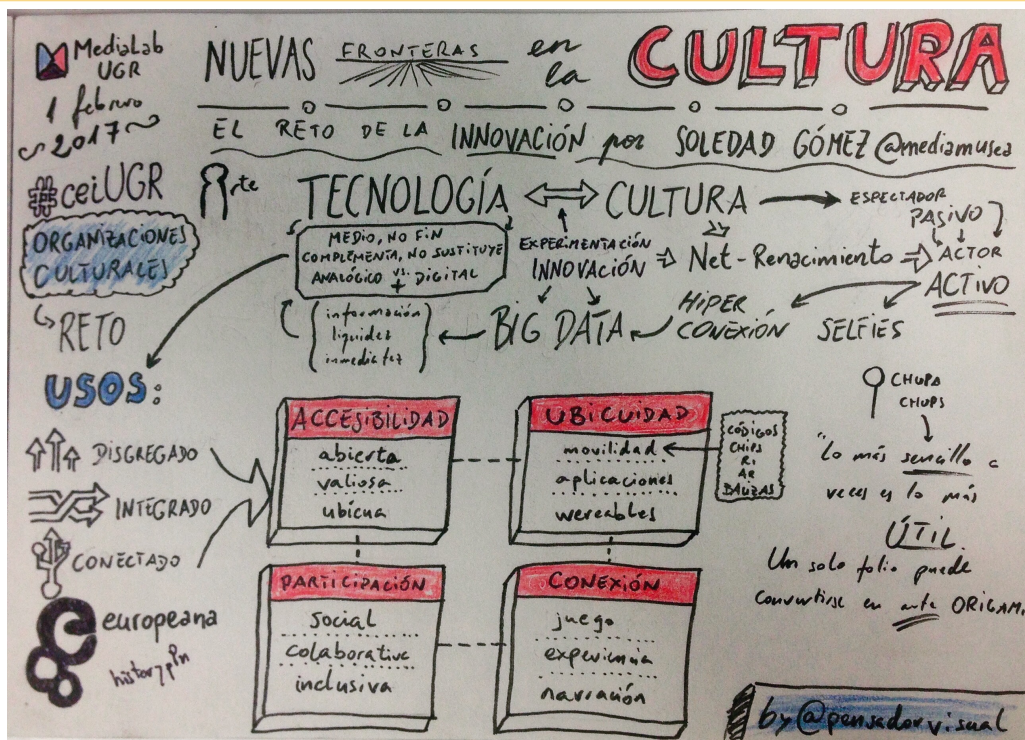 MediaLab
UGR
1 febrero
2017
NUEVAS FRONTERAS en la CULTURA
EL RETO DE LA INNOVACIÓN por SOLEDAD GÓMEZ @mediamusea
#ceiUGR
ORGANIZACIONES
CULTURALES
RETO
Arte
TECNOLOGÍA
CULTURA
ESPECTADOR
PASIVO
ACTOR
ACTIVO
MEDIO, NO FIN
COMPLEMENTA, NO SUSTITUYE
ANALÓGICO vs. + DIGITAL
EXPERIMENTACIÓN
INNOVACIÓN
Net-Renacimiento
HIPER
CONEXIÓN
SELFIES
BIG DATA
información
liquidez
inmediatez
USOS:
DISGREGADO
INTEGRADO
CONECTADO
europeana
historypin
ACCESIBILIDAD
abierta
valiosa
ubicua
UBICUIDAD
movilidad
aplicaciones
wereables
CÓDIGOS
CHIPS
RI
AR
BALIZAS
PARTICIPACIÓN
social
colaborativa
inclusiva
CONEXIÓN
juego
experiencia
narración
CHUPA
CHUPS
"Lo más sencillo a
veces es lo más
ÚTIL.
Un solo folio puede
convertirse en arte ORIGAMI
by @pensadorvisual